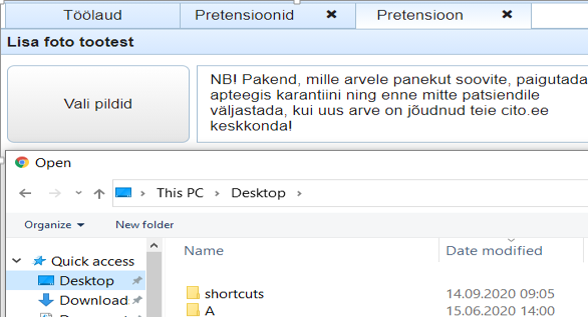 Töölaud Pretensioonid Pretensioon
Lisa foto tootest
Vali pildid
NB! Pakend, mille arvele panekut soovite, paigutada
apteegis karantiini ning enne mitte patsiendile
väljastada, kui uus arve on jõudnud teie cito.ee
keskkonda!
Open
This PC Desktop
Organize New folder
Name Date modified
Quick access
Desktop
Download
shortcuts 14.09.2020 09:05
A 15.06.2020 14:00